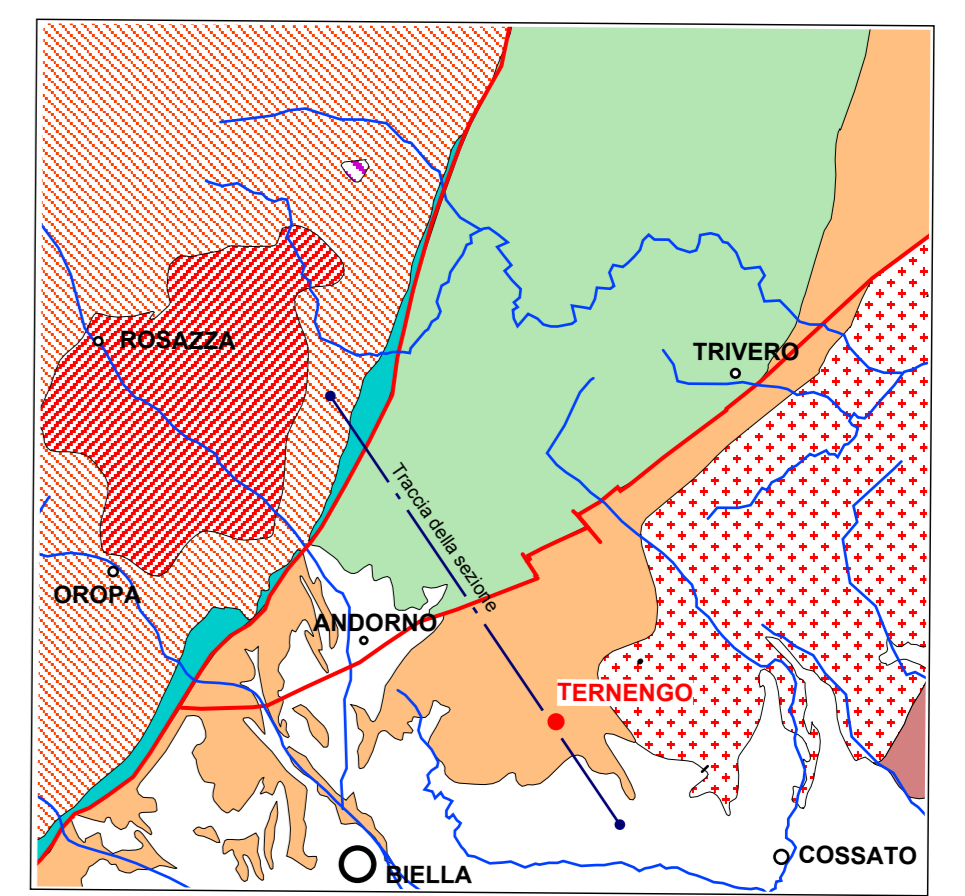 ROSAZZA
TRIVERO
Traccia della sezione
OROPA
ANDORNO
TERNENGO
COSSATO
BIELLA